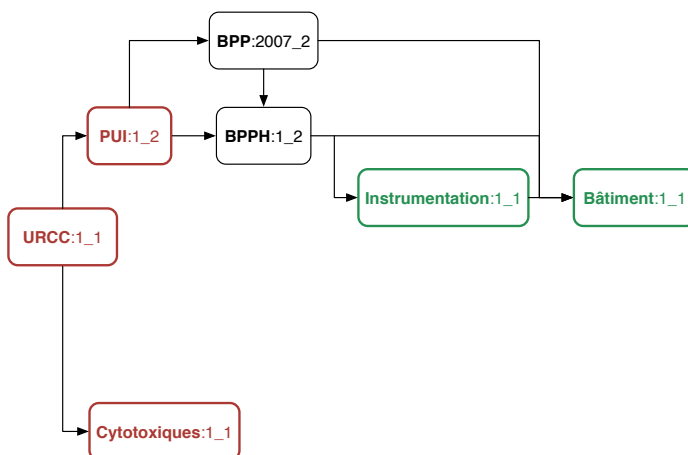 BPP:2007_2
PUI:1_2
BPPH:1_2
Instrumentation:1_1
Bâtiment:1_1
URCC:1_1
Cytotoxiques:1_1